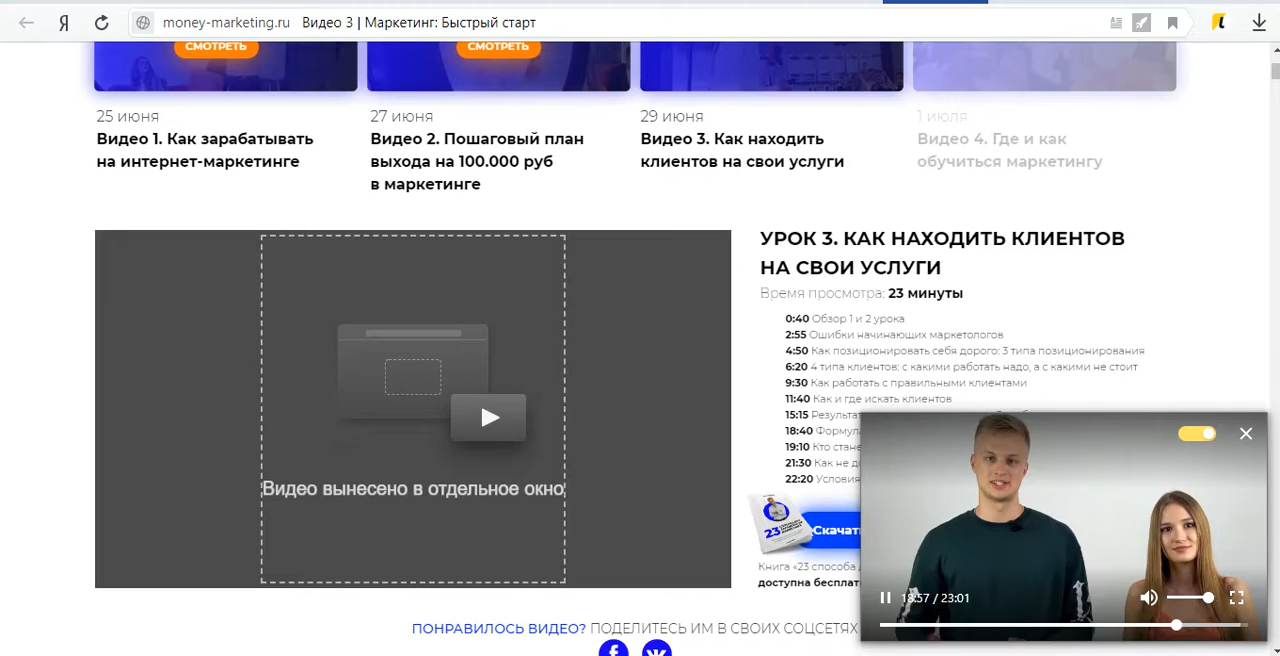 Я money-marketing.ru Видео 3 | Маркетинг: Быстрый старт
СМОТРЕТЬ
СМОТРЕТЬ
25 июня
Видео 1. Как зарабатывать
на интернет-маркетинге
27 июня
Видео 2. Пошаговый план
выхода на 100.000 руб
в маркетинге
29 июня
Видео 3. Как находить
клиентов на свои услуги
1 июля
Видео 4. Где и как
обучиться маркетингу
Видео вынесено в отдельное окно
УРОК 3. КАК НАХОДИТЬ КЛИЕНТОВ
НА СВОИ УСЛУГИ
Время просмотра: 23 минуты
0:40 Обзор 1 и 2 урока
2:55 Ошибки начинающих маркетологов
4:50 Как позиционировать себя дорого: 3 типа позиционирования
6:20 4 типа клиентов: с какими работать надо, а с какими не стоит
9:30 Как работать с правильными клиентами
11:40 Как и где искать клиентов
15:15
18:40
19:10
21:30 Как не
22:20
23
Книга «23 способа
18:57 / 23:01
ПОНРАВИЛОСЬ ВИДЕО? ПОДЕЛИТЕСЬ ИМ В СВОИХ СОЦСЕТЯХ